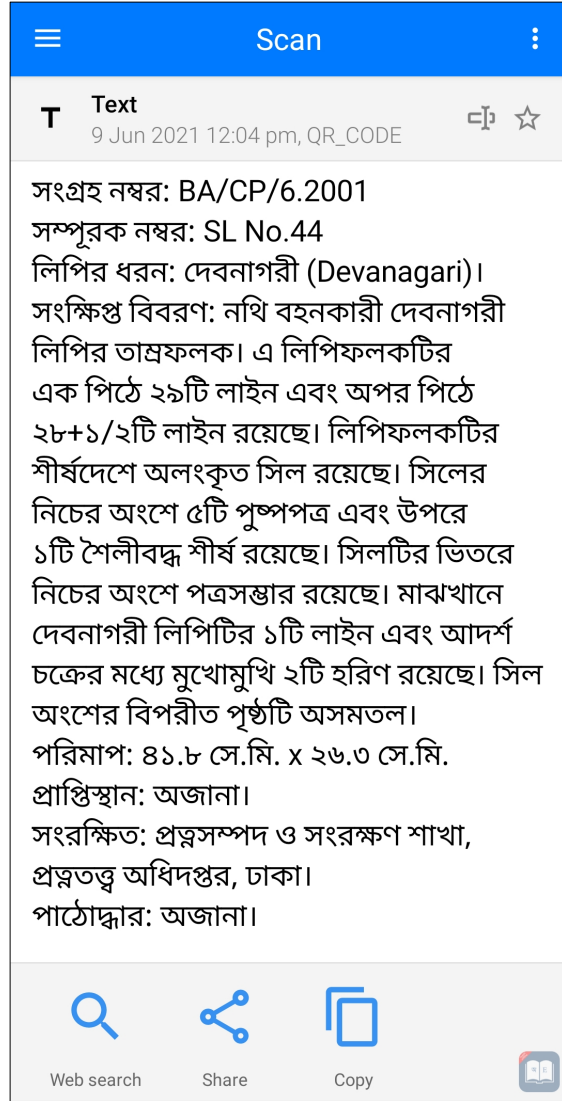 Scan
T Text
9 Jun 2021 12:04 pm, QR_CODE
সংগ্রহ নম্বর: BA/CP/6.2001
সম্পূরক নম্বর: SL No.44
লিপির ধরন: দেবনাগরী (Devanagari)।
সংক্ষিপ্ত বিবরণ: নথি বহনকারী দেবনাগরী
লিপির তাম্রফলক। এ লিপিফলকটির
এক পিঠে ২৯টি লাইন এবং অপর পিঠে
২৮+১/২টি লাইন রয়েছে। লিপিফলকটির
শীর্ষদেশে অলংকৃত সিল রয়েছে। সিলের
নিচের অংশে ৫টি পুষ্পপত্র এবং উপরে
১টি শৈলীবদ্ধ শীর্ষ রয়েছে। সিলটির ভিতরে
নিচের অংশে পত্রসম্ভার রয়েছে। মাঝখানে
দেবনাগরী লিপিটির ১টি লাইন এবং আদর্শ
চক্রের মধ্যে মুখোমুখি ২টি হরিণ রয়েছে। সিল
অংশের বিপরীত পৃষ্ঠটি অসমতল।
পরিমাপ: ৪১.৮ সে.মি. x ২৬.৩ সে.মি.
প্রাপ্তিস্থান: অজানা।
সংরক্ষিত: প্রত্নসম্পদ ও সংরক্ষণ শাখা,
প্রত্নতত্ত্ব অধিদপ্তর, ঢাকা।
পাঠোদ্ধার: অজানা।
Web search
Share
Copy